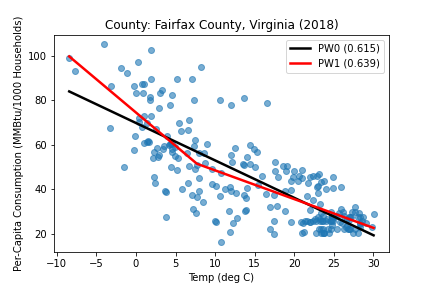 County: Fairfax County, Virginia (2018)
Per-Capita Consumption (MMBtu/1000 Households)
100
80
60
40
20
PW0 (0.615)
PW1 (0.639)
−10
−5
0
5
10
15
20
25
30
Temp (deg C)